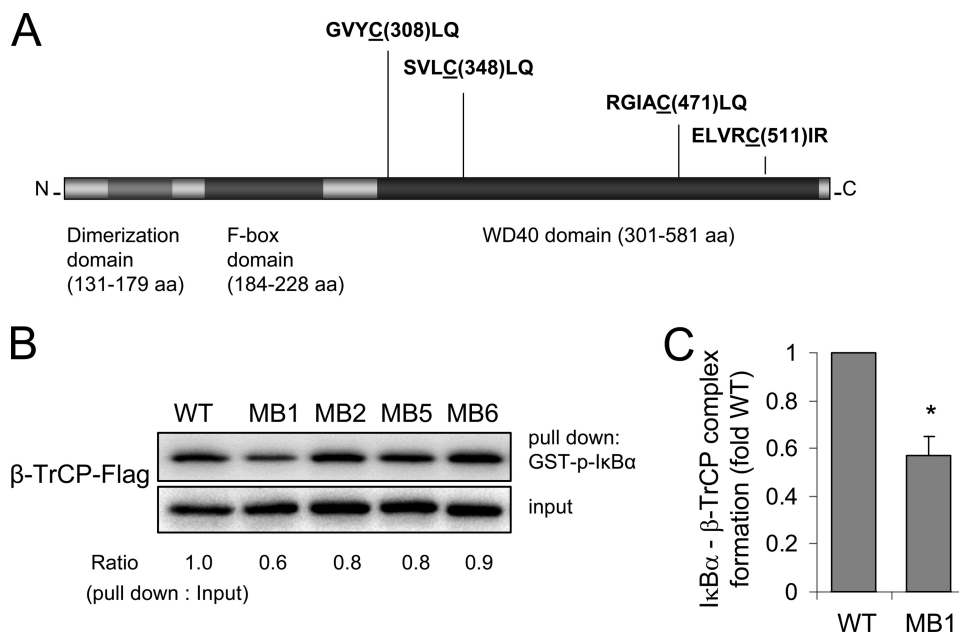 A
GVYC(308)LQ
SVLC(348)LQ
RGIAC(471)LQ
ELVRC(511)IR
N
C
Dimerization
domain
(131-179 aa)
F-box
domain
(184-228 aa)
WD40 domain (301-581 aa)
B
WT MB1 MB2 MB5 MB6
β-TrCP-Flag
pull down:
GST-p-IκBα
input
Ratio 1.0 0.6 0.8 0.8 0.9
(pull down : Input)
C
IκBα - β-TrCP complex
formation (fold WT)
1
0.8
0.6
0.4
0.2
0
*
WT MB1